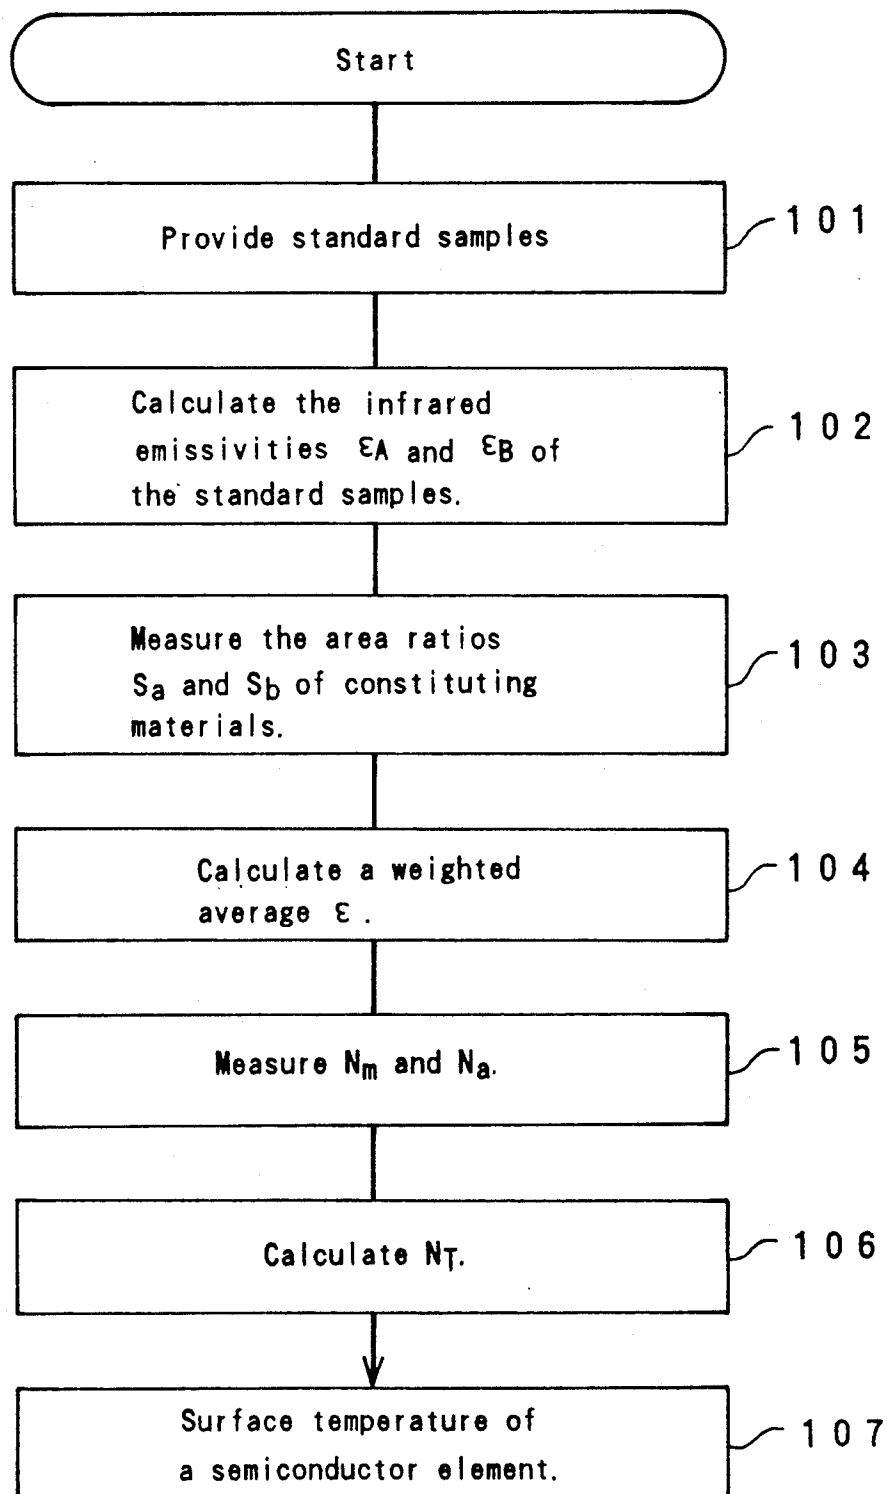 Start
Provide standard samples
101
Calculate the infrared
emissivities εA and εB of
the standard samples.
102
Measure the area ratios
Sa and Sb of constituting
materials.
103
Calculate a weighted
average ε.
104
Measure Nm and Na.
105
Calculate NT.
106
Surface temperature of
a semiconductor element.
107